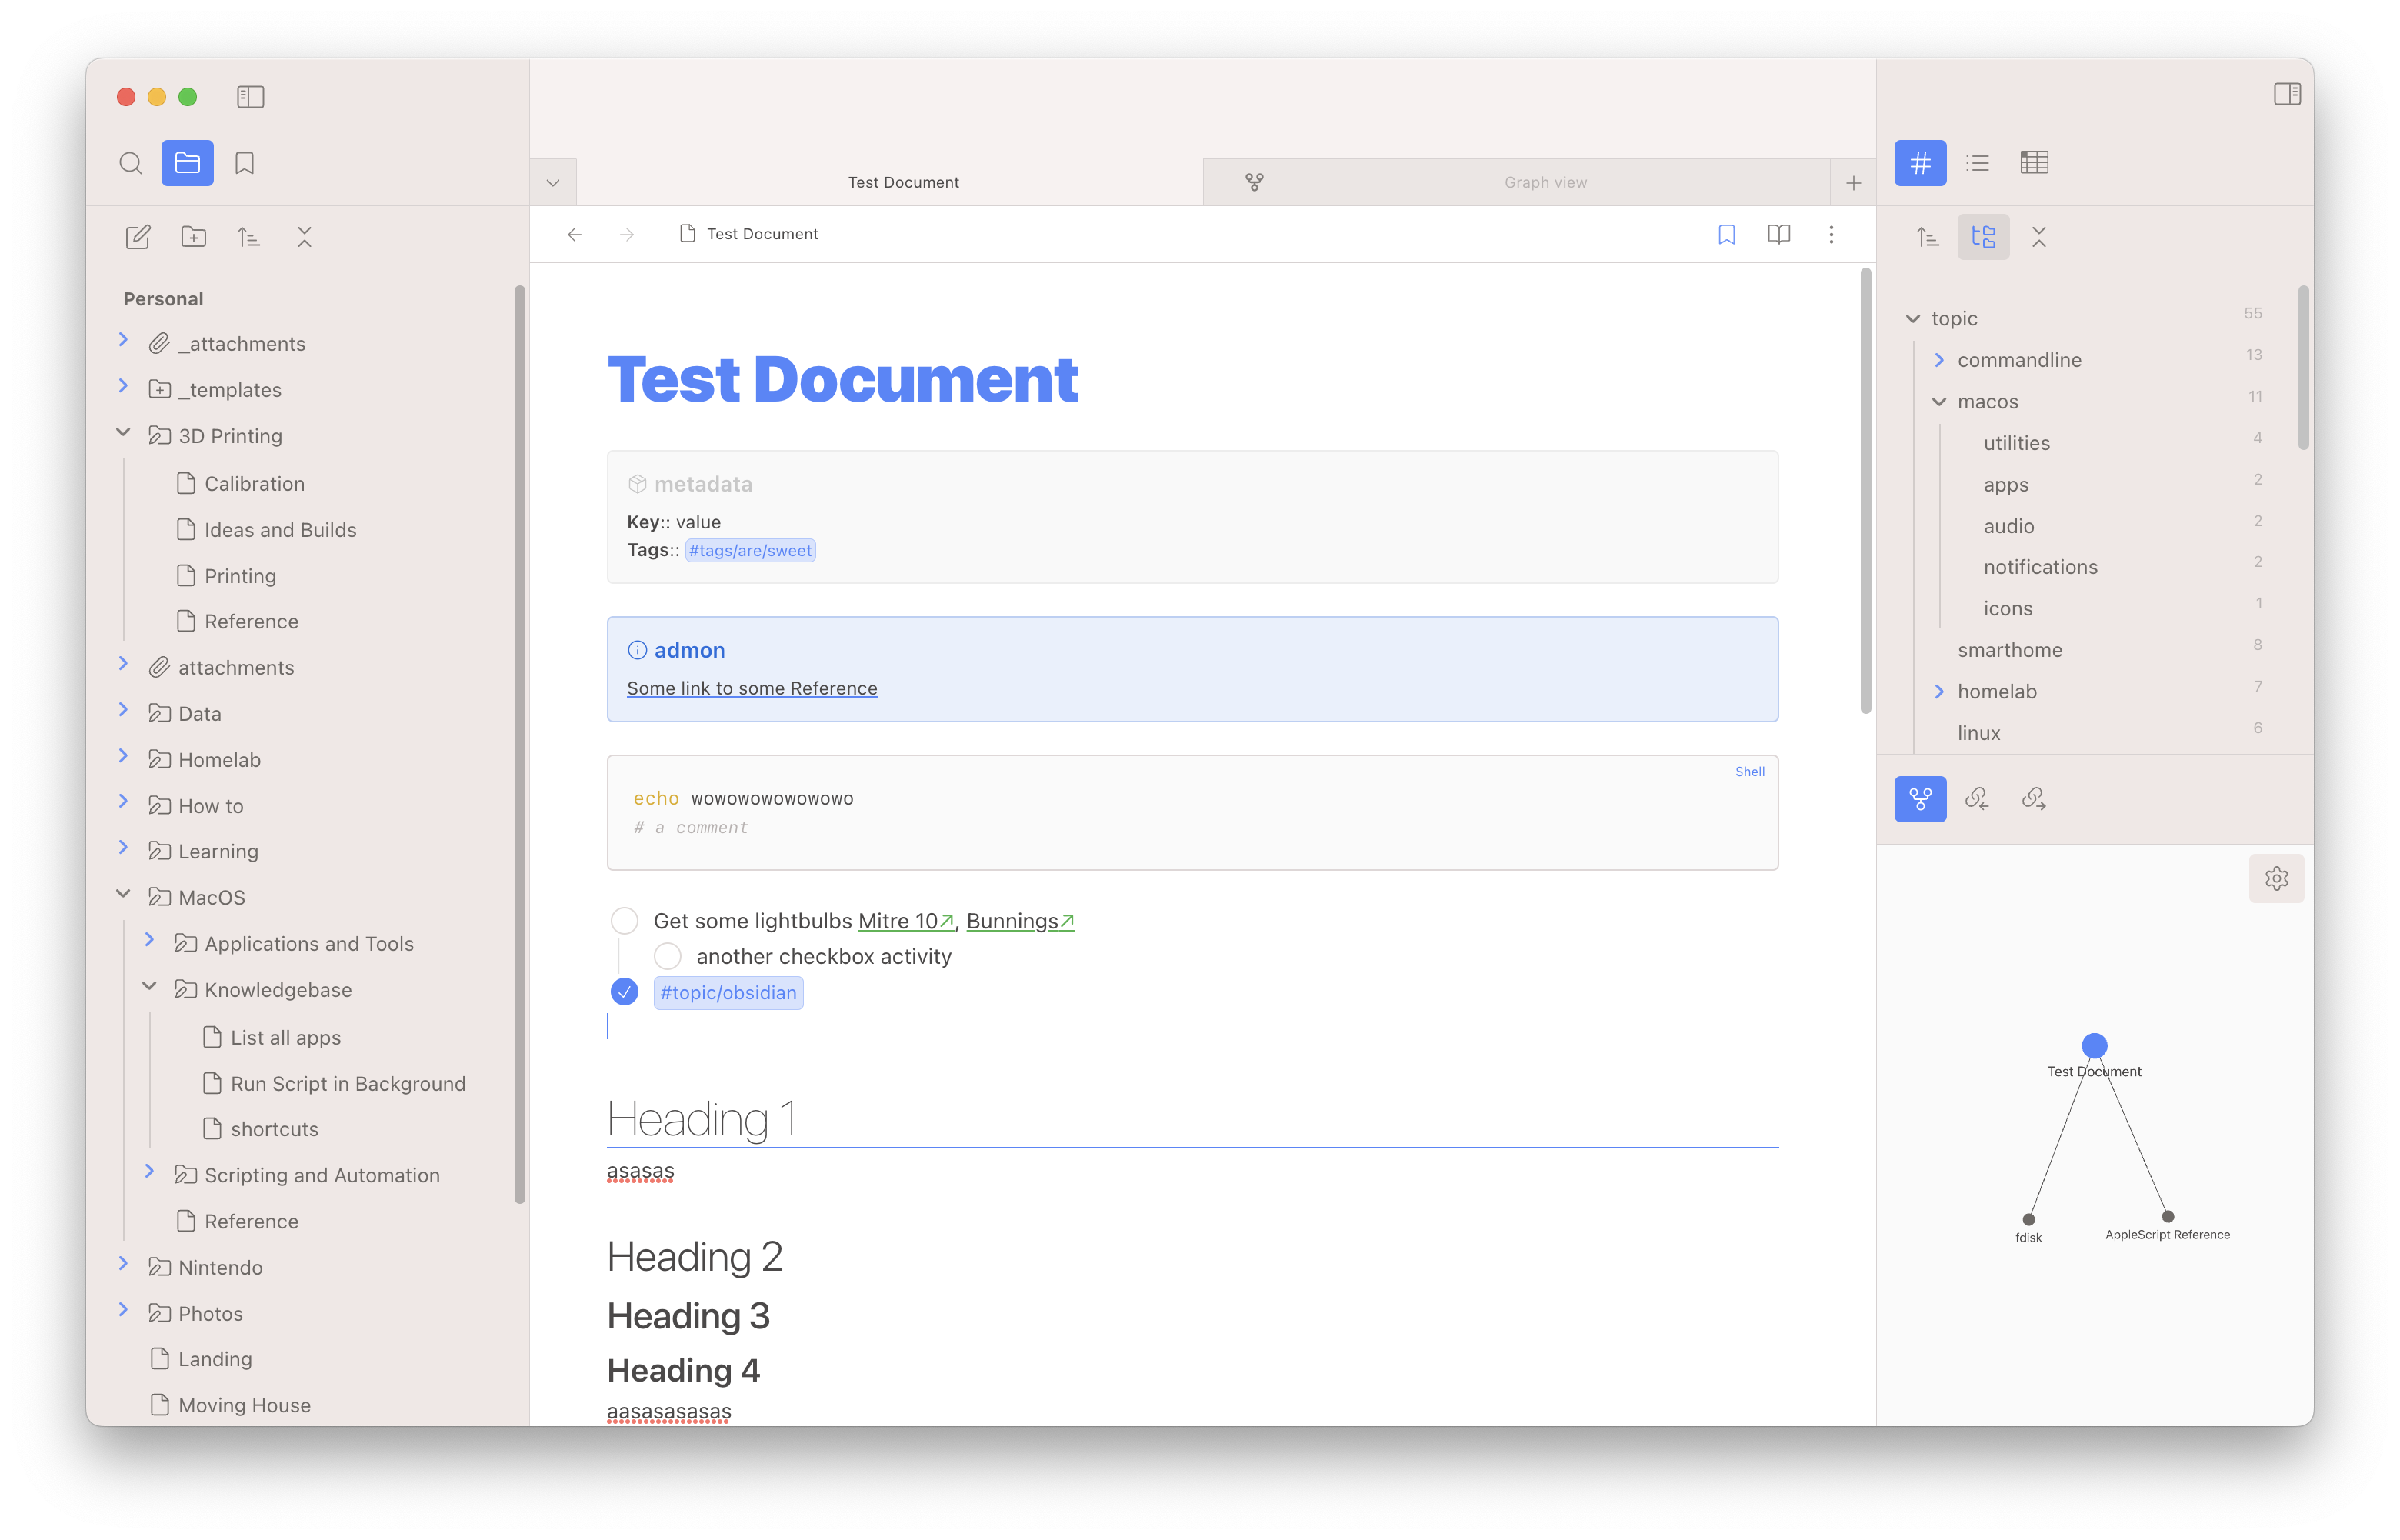 Test Document
Graph view
Personal
_attachments
_templates
3D Printing
Calibration
Ideas and Builds
Printing
Reference
attachments
Data
Homelab
How to
Learning
MacOS
Applications and Tools
Knowledgebase
List all apps
Run Script in Background
shortcuts
Scripting and Automation
Reference
Nintendo
Photos
Landing
Moving House
Test Document
Test Document
metadata
Key:: value
Tags:: #tags/are/sweet
admon
Some link to some Reference
Shell
echo wowowowowowowo
# a comment
Get some lightbulbs Mitre 10, Bunnings
another checkbox activity
#topic/obsidian
Heading 1
asasas
Heading 2
Heading 3
Heading 4
aasasasasas
topic 55
commandline 13
macos 11
utilities 4
apps 2
audio 2
notifications 2
icons 1
smarthome 8
homelab 7
linux 6
Test Document
fdisk
AppleScript Reference